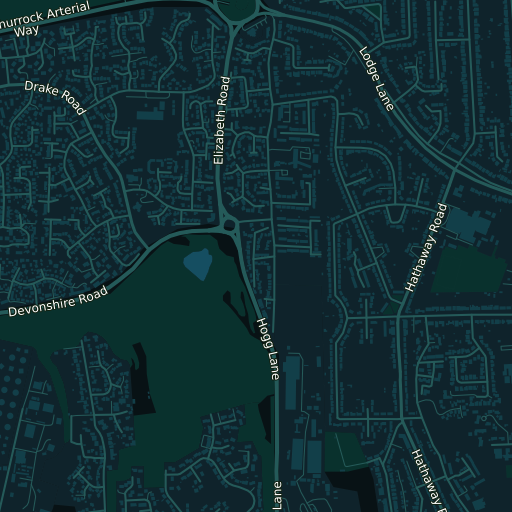 hurrock Arterial
Way
Lodge Lane
Drake Road
Elizabeth Road
Hathaway Road
Devonshire Road
Hogg Lane
Hathaway R
Lane